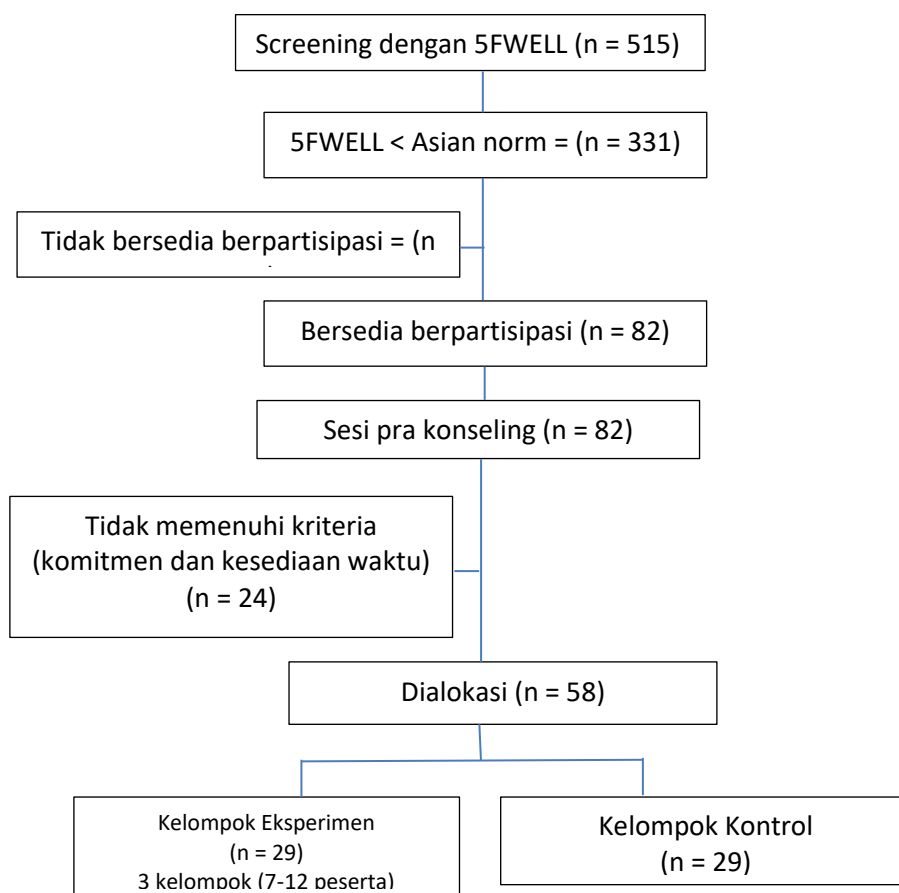 Screening dengan 5FWELL (n = 515)
5FWELL < Asian norm = (n = 331)
Tidak bersedia berpartisipasi = (n
Bersedia berpartisipasi (n = 82)
Sesi pra konseling (n = 82)
Tidak memenuhi kriteria
(komitmen dan kesediaan waktu)
(n = 24)
Dialokasi (n = 58)
Kelompok Eksperimen
(n = 29)
3 kelompok (7-12 peserta)
Kelompok Kontrol
(n = 29)